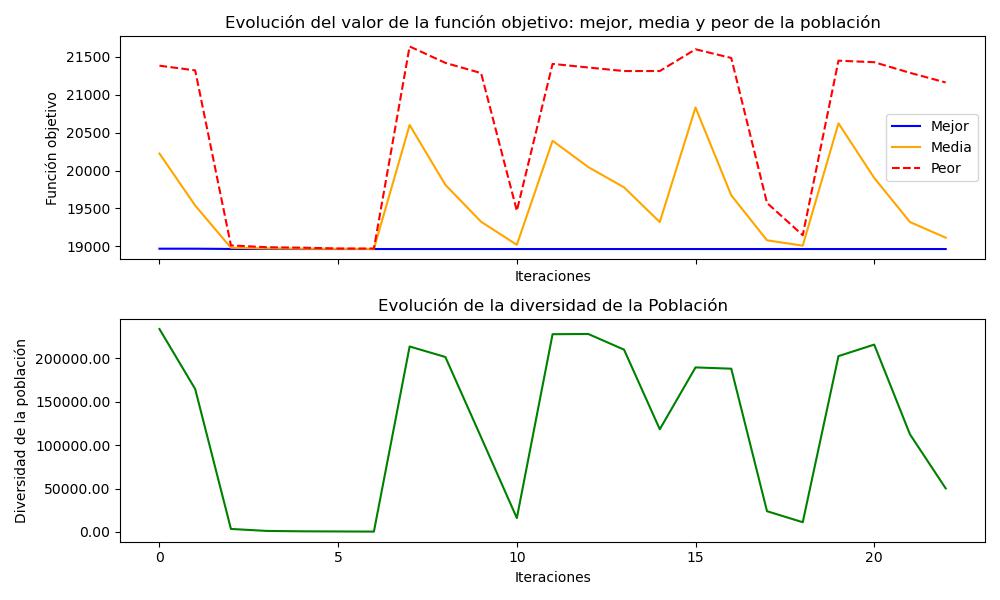 Evolución del valor de la función objetivo: mejor, media y peor de la población
Función objetivo
21500
21000
20500
20000
19500
19000
Mejor
Media
Peor
Iteraciones
Evolución de la diversidad de la Población
Diversidad de la población
200000.00
150000.00
100000.00
50000.00
0.00
0 5 10 15 20
Iteraciones